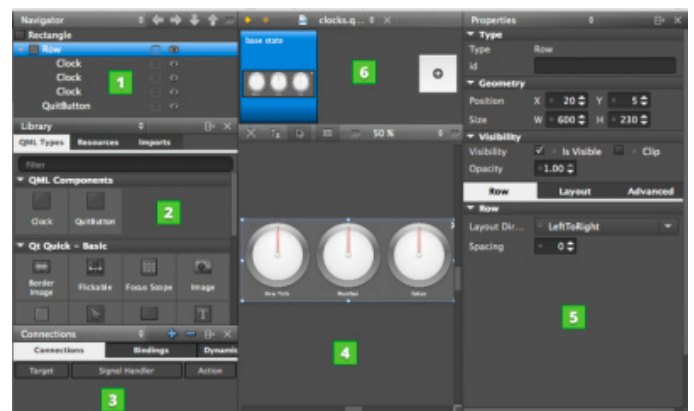 Navigator
Rectangle
Row
Clock
Clock
Clock
QuitButton
1
Library
QML Types Resources Imports
Filter
QML Components
Clock QuitButton
2
Qt Quick - Basic
Border Image Flickable Focus Scope Image
Connections
Connections Bindings Dynamic
Target Signal Handler Action
3
clocks.q...
base state
6
50 %
New York Mumbai Tokyo
4
Properties
Type
Type Row
id
Geometry
Position X 20 Y 5
Size W 600 H 230
Visibility
Visibility Is Visible Clip
Opacity 1.00
Row Layout Advanced
Row
Layout Dir... LeftToRight
Spacing 0
5